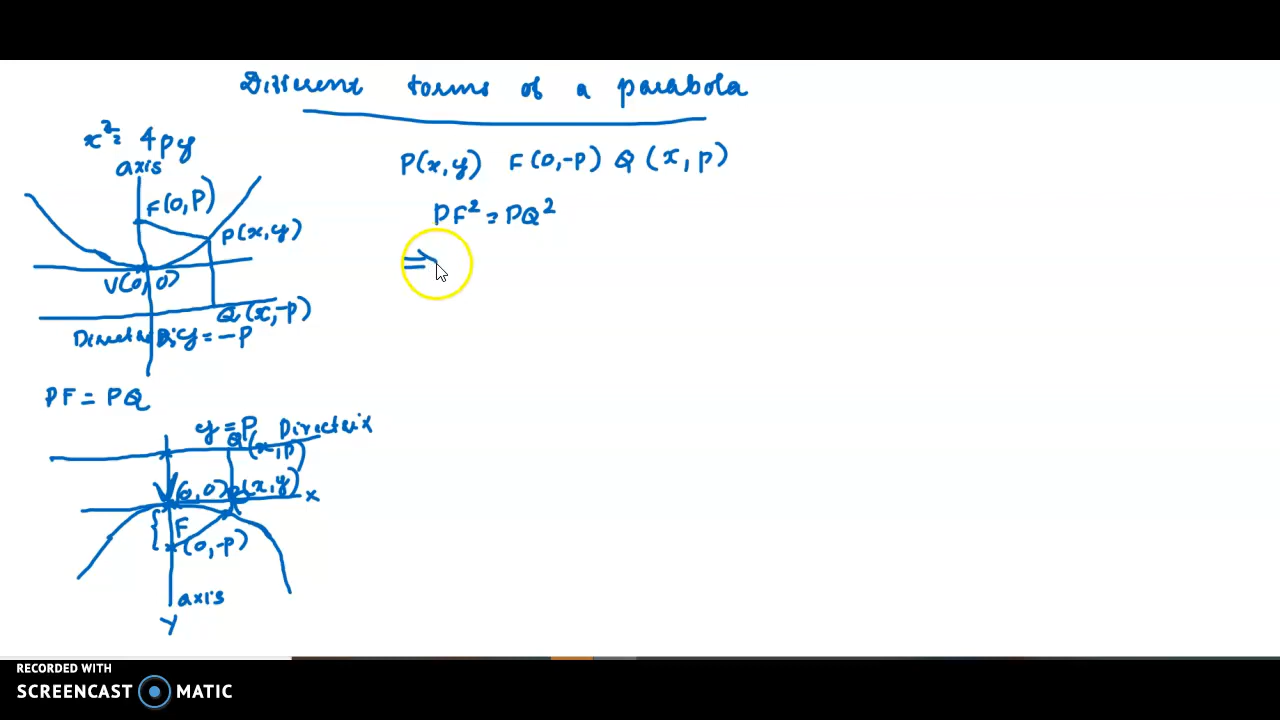 Different forms of a parabola
x² = 4py
axis
F(0,P)
P(x,y)
V(0,0)
Q(x,-p)
y = -P
PF = PQ
y = P Directrix
Q(x,p)
V(0,0) P(x,y)
x
F
(0,-P)
axis
Y
P(x,y) F(0,-p) Q(x,p)
PF² = PQ²
⇒
RECORDED WITH
SCREENCAST MATIC